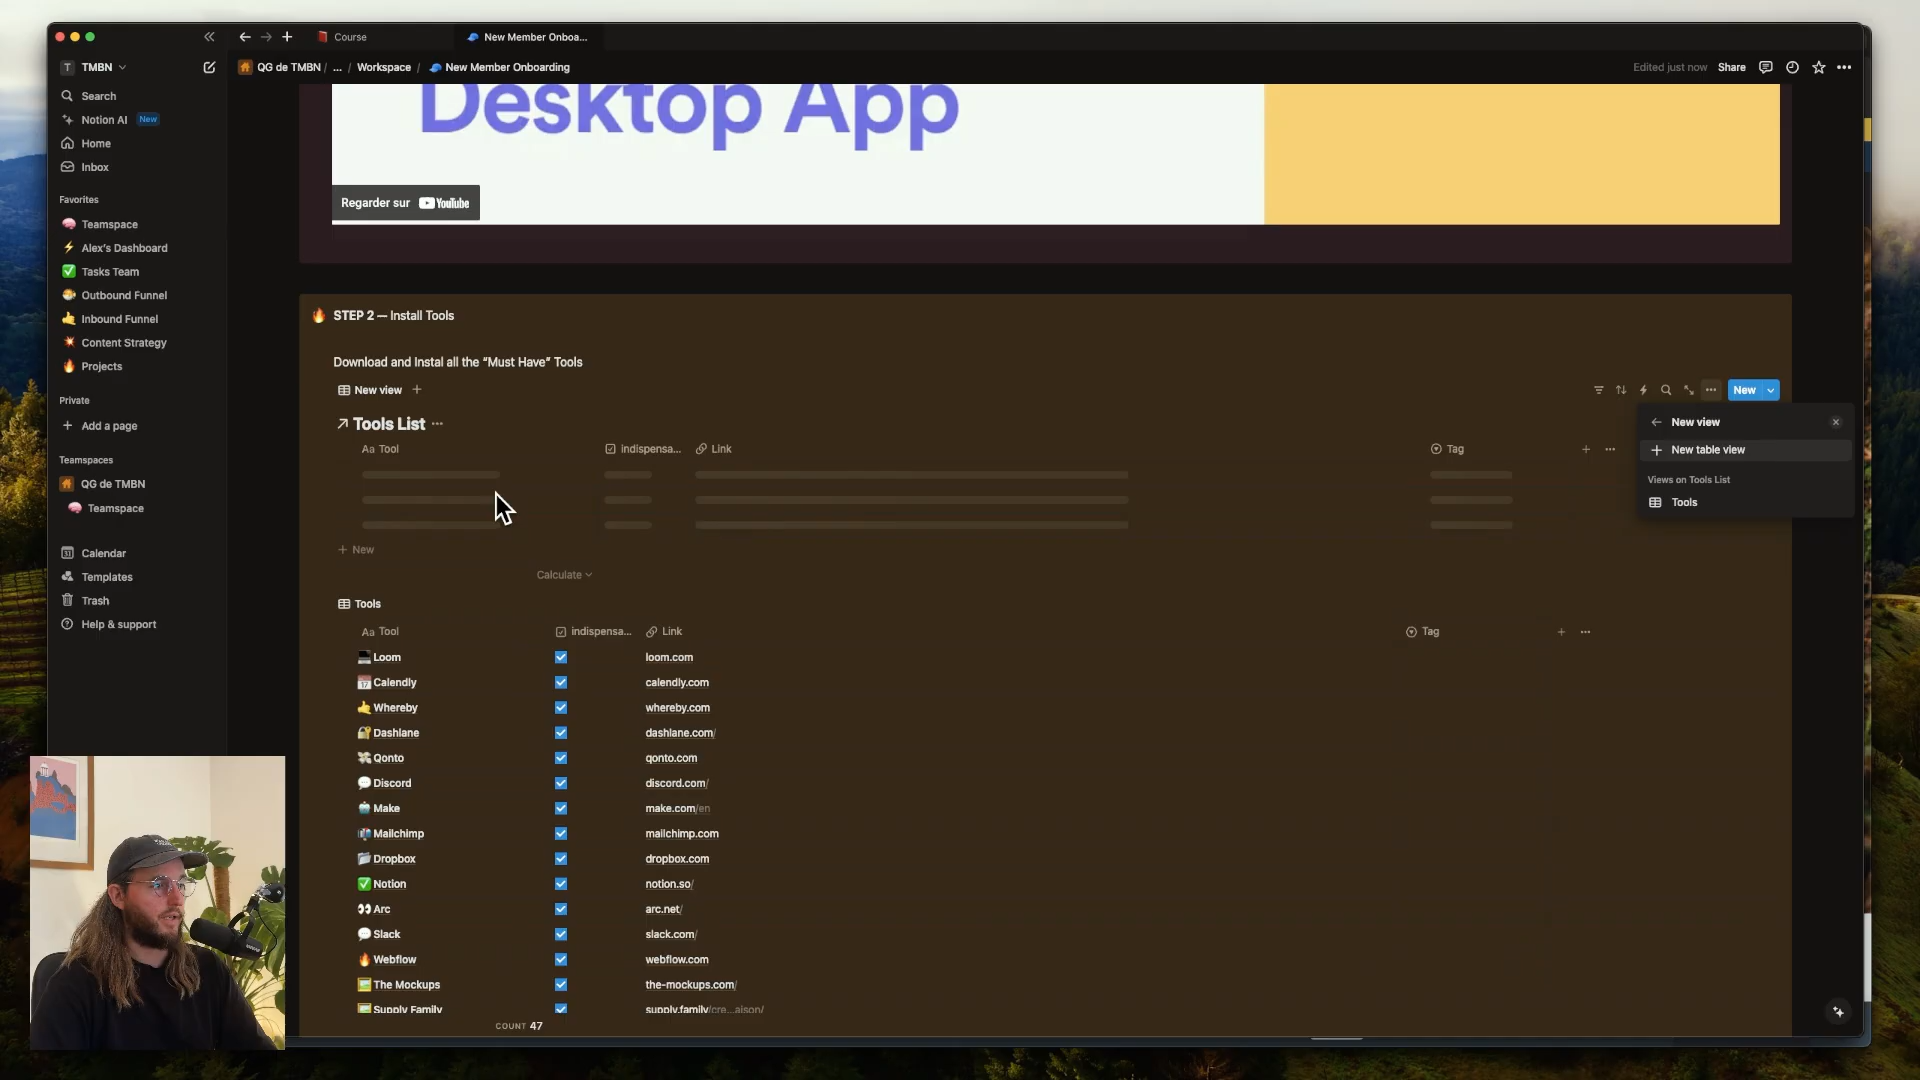 Course
New Member Onboa...
TMBN
QG de TMBN / ... / Workspace / New Member Onboarding
Edited just now
Share
Search
Notion AI New
Home
Inbox
Favorites
Teamspace
Alex's Dashboard
Tasks Team
Outbound Funnel
Inbound Funnel
Content Strategy
Projects
Private
Add a page
Teamspaces
QG de TMBN
Teamspace
Calendar
Templates
Trash
Help & support
Desktop App
Regarder sur YouTube
STEP 2 — Install Tools
Download and Instal all the “Must Have” Tools
New view
New
Tools List
Aa Tool
indispensa...
Link
Tag
New
Calculate
New view
New table view
Views on Tools List
Tools
Tools
Aa Tool
indispensa...
Link
Tag
Loom loom.com
Calendly calendly.com
Whereby whereby.com
Dashlane dashlane.com/
Qonto qonto.com
Discord discord.com/
Make make.com/en
Mailchimp mailchimp.com
Dropbox dropbox.com
Notion notion.so/
Arc arc.net/
Slack slack.com/
Webflow webflow.com
The Mockups the-mockups.com/
Supply Family supply.family/cre...aison/
COUNT 47